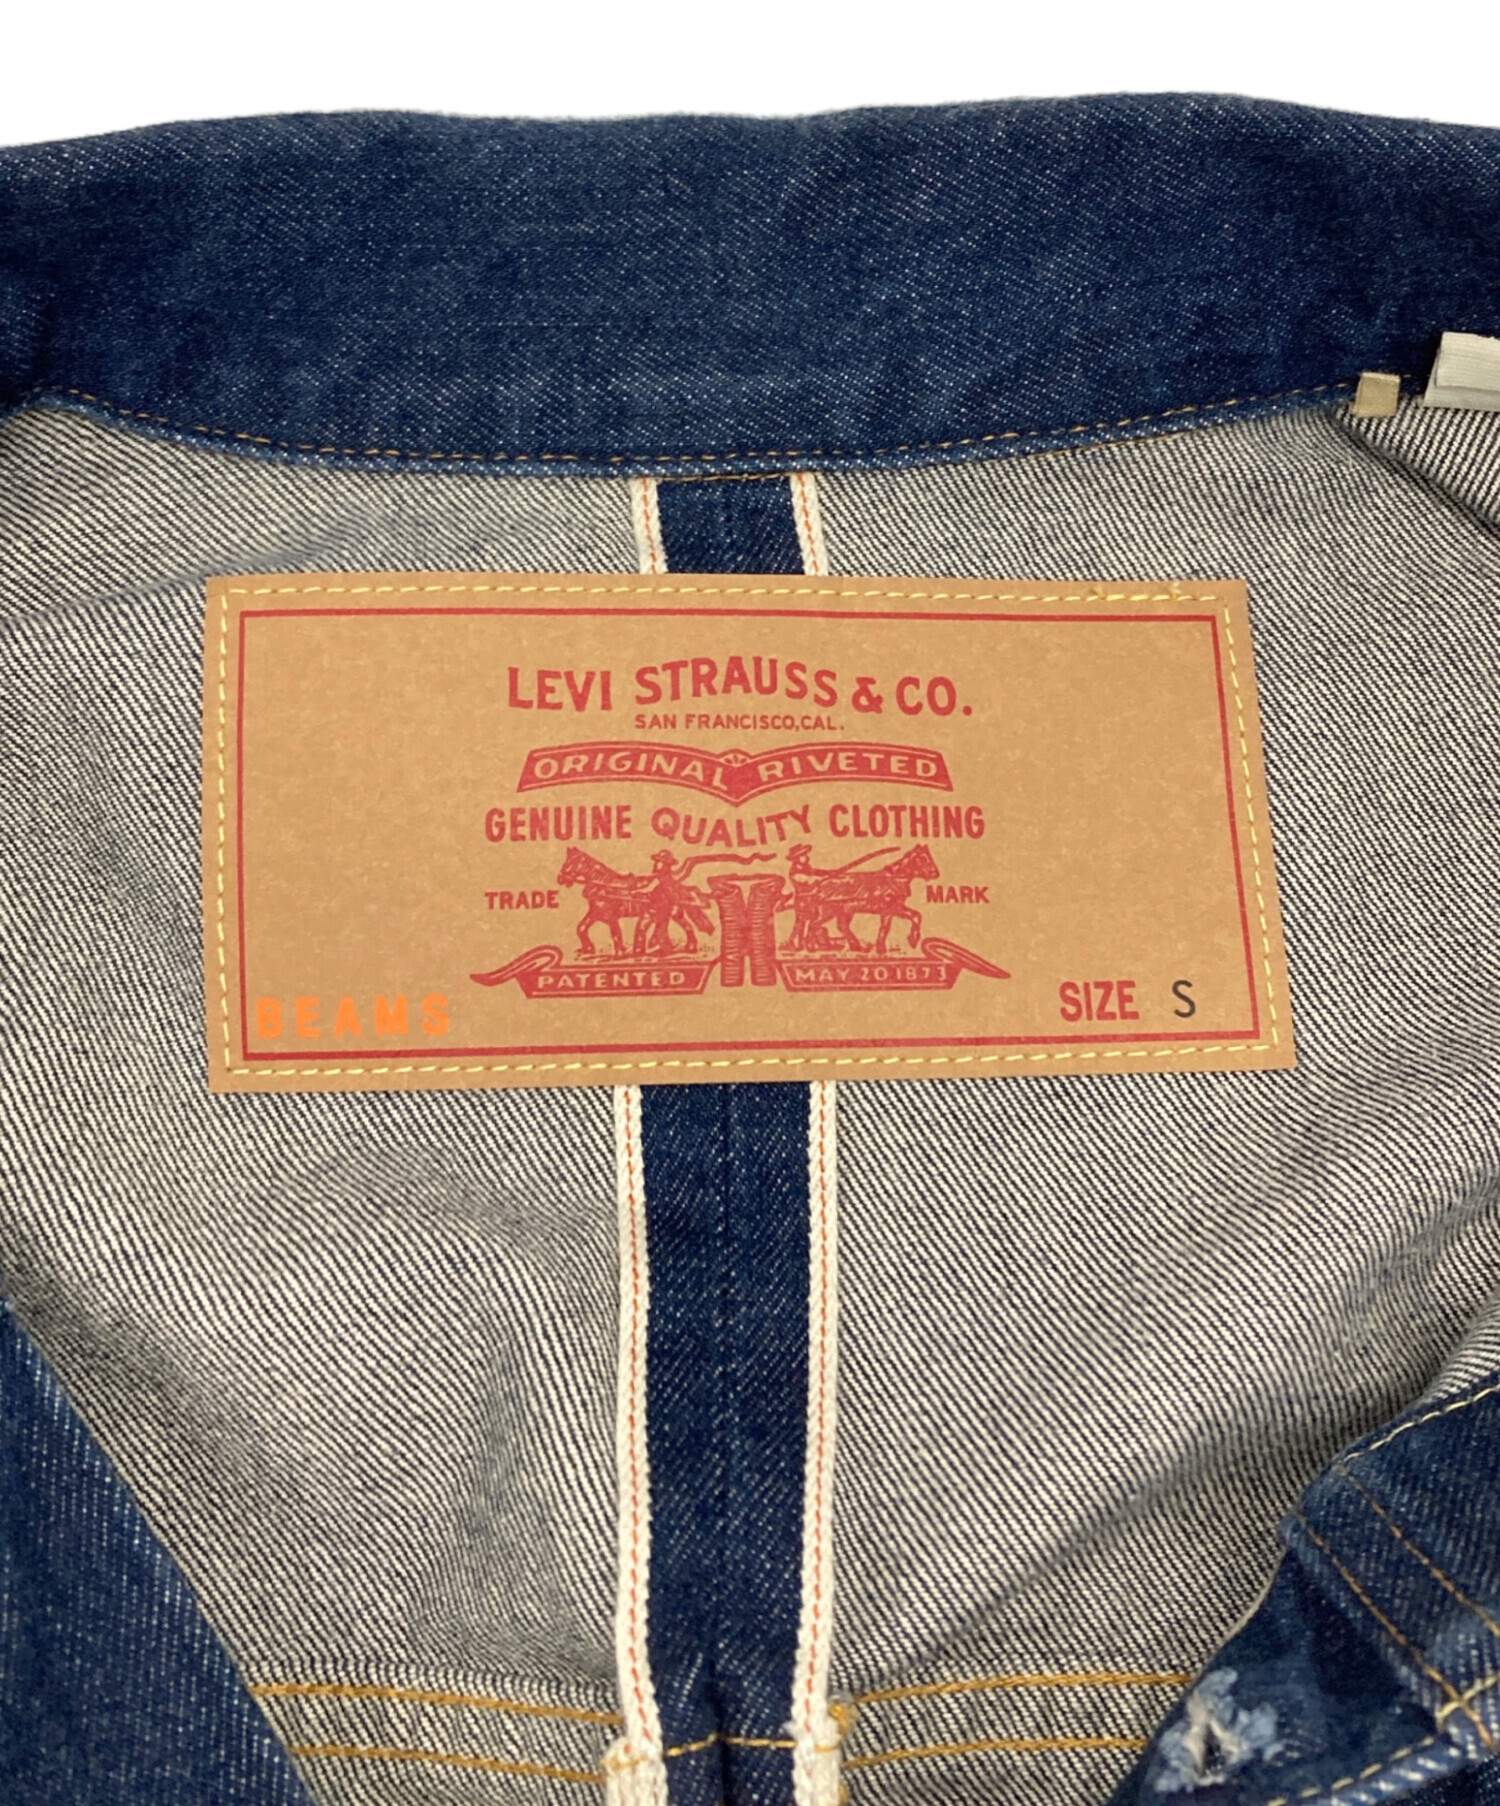 LEVI STRAUSS & CO.
SAN FRANCISCO, CAL.
ORIGINAL RIVETED
GENUINE QUALITY CLOTHING
TRADE MARK
PATENTED MAY 20 1873
BEAMS
SIZE S